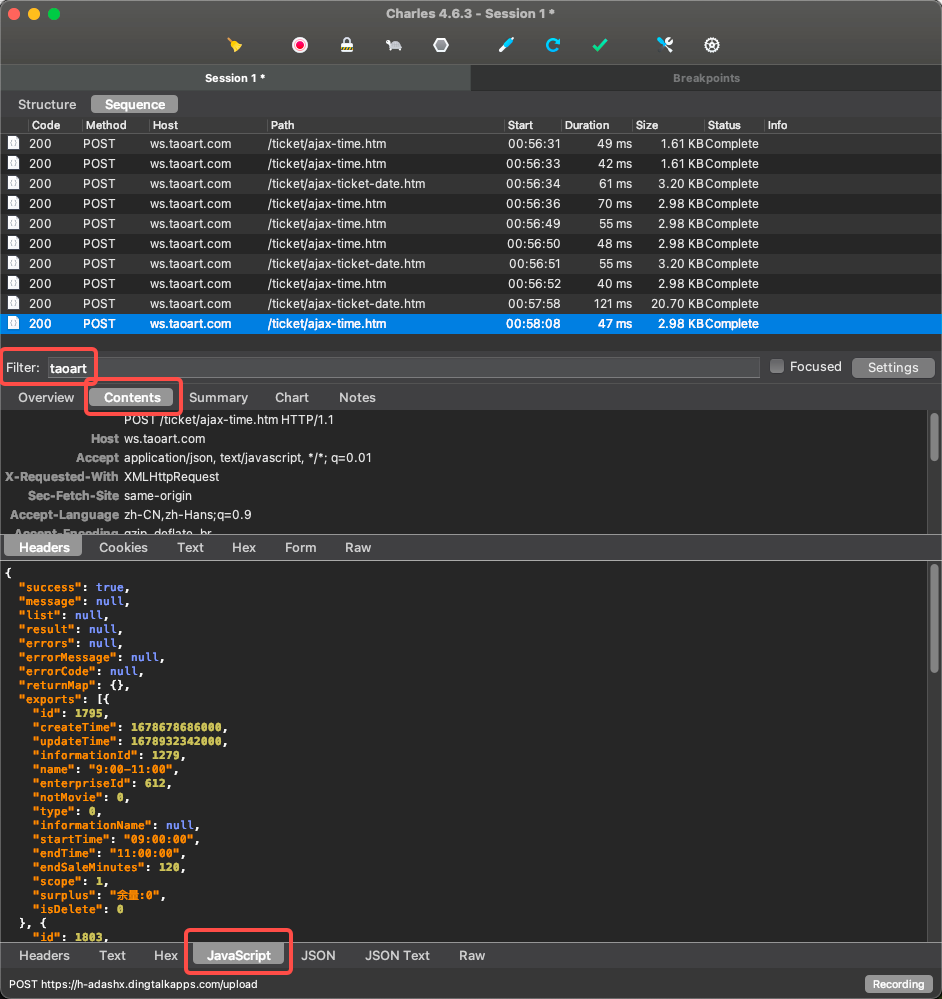 Charles 4.6.3 - Session 1 *
Session 1 * Breakpoints
Structure Sequence
Code Method Host Path Start Duration Size Status Info
200 POST ws.taoart.com /ticket/ajax-time.htm 00:56:31 49 ms 1.61 KB Complete
200 POST ws.taoart.com /ticket/ajax-time.htm 00:56:33 42 ms 1.61 KB Complete
200 POST ws.taoart.com /ticket/ajax-ticket-date.htm 00:56:34 61 ms 3.20 KB Complete
200 POST ws.taoart.com /ticket/ajax-time.htm 00:56:36 70 ms 2.98 KB Complete
200 POST ws.taoart.com /ticket/ajax-time.htm 00:56:49 55 ms 2.98 KB Complete
200 POST ws.taoart.com /ticket/ajax-time.htm 00:56:50 48 ms 2.98 KB Complete
200 POST ws.taoart.com /ticket/ajax-ticket-date.htm 00:56:51 55 ms 3.20 KB Complete
200 POST ws.taoart.com /ticket/ajax-time.htm 00:56:52 40 ms 2.98 KB Complete
200 POST ws.taoart.com /ticket/ajax-ticket-date.htm 00:57:58 121 ms 20.70 KB Complete
200 POST ws.taoart.com /ticket/ajax-time.htm 00:58:08 47 ms 2.98 KB Complete
Filter: taoart Focused Settings
Overview Contents Summary Chart Notes
POST /ticket/ajax-time.htm HTTP/1.1
Host ws.taoart.com
Accept application/json, text/javascript, */*; q=0.01
X-Requested-With XMLHttpRequest
Sec-Fetch-Site same-origin
Accept-Language zh-CN,zh-Hans;q=0.9
Accept-Encoding gzip, deflate, br
Headers Cookies Text Hex Form Raw
{
"success": true,
"message": null,
"list": null,
"result": null,
"errors": null,
"errorMessage": null,
"errorCode": null,
"returnMap": {},
"exports": [{
"id": 1795,
"createTime": 1678678686000,
"updateTime": 1678932342000,
"informationId": 1279,
"name": "9:00—11:00",
"enterpriseId": 612,
"notMovie": 0,
"type": 0,
"informationName": null,
"startTime": "09:00:00",
"endTime": "11:00:00",
"endSaleMinutes": 120,
"scope": 1,
"surplus": "余量:0",
"isDelete": 0
}, {
"id": 1803,
Headers Text Hex JavaScript JSON JSON Text Raw
POST https://h-adashx.dingtalkapps.com/upload Recording